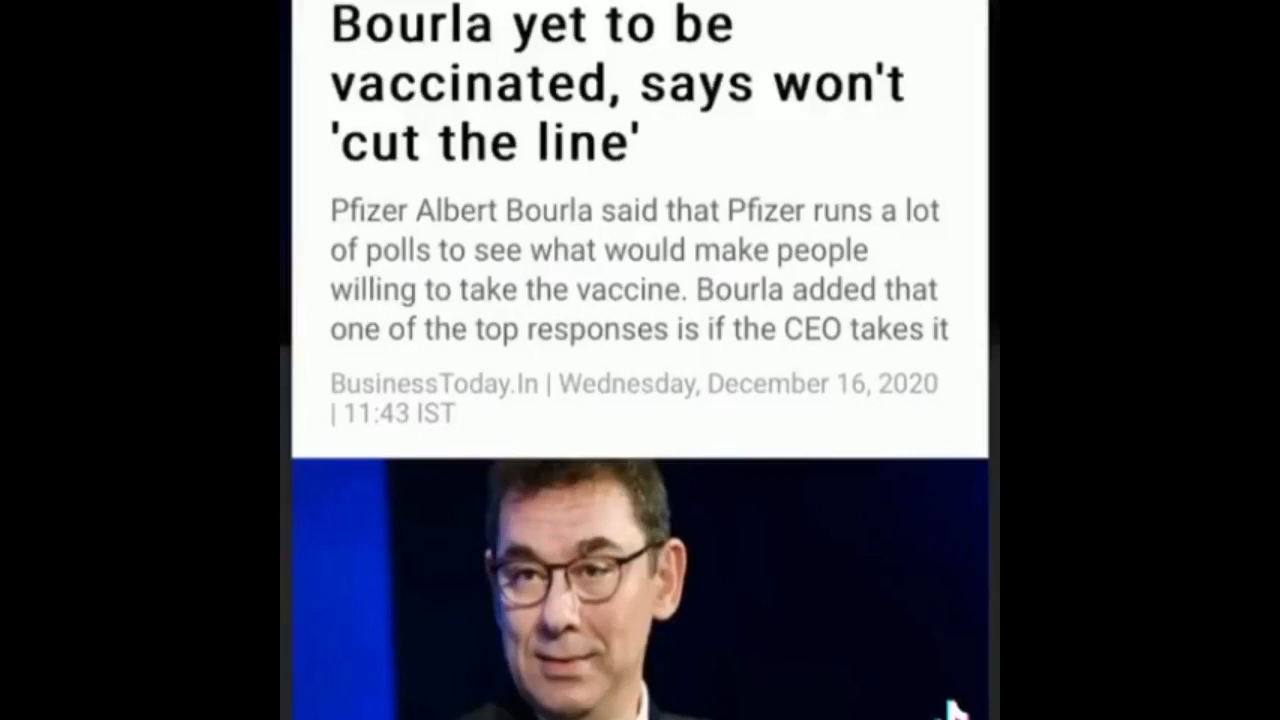 Bourla yet to be
vaccinated, says won't
'cut the line'
Pfizer Albert Bourla said that Pfizer runs a lot
of polls to see what would make people
willing to take the vaccine. Bourla added that
one of the top responses is if the CEO takes it
BusinessToday.In | Wednesday, December 16, 2020
| 11:43 IST